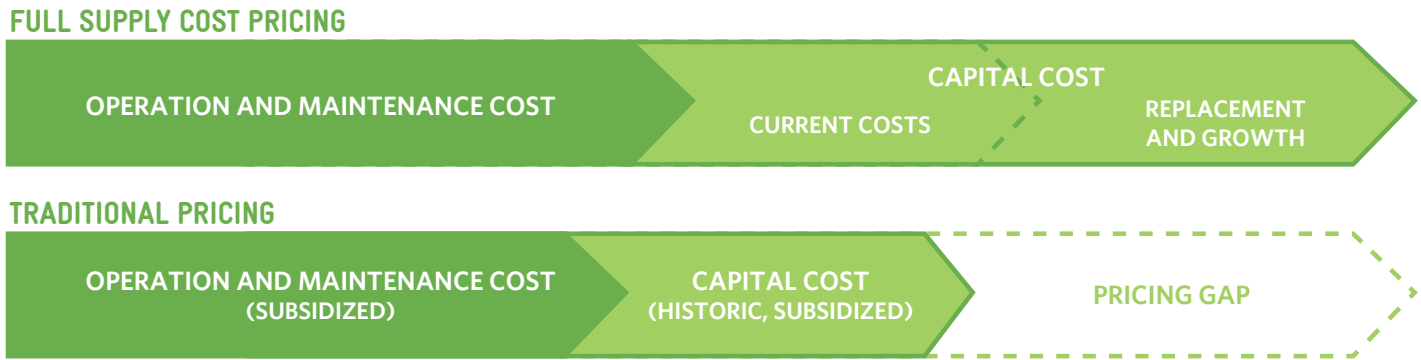 FULL SUPPLY COST PRICING
OPERATION AND MAINTENANCE COST
CAPITAL COST
CURRENT COSTS
REPLACEMENT
AND GROWTH
TRADITIONAL PRICING
OPERATION AND MAINTENANCE COST
(SUBSIDIZED)
CAPITAL COST
(HISTORIC, SUBSIDIZED)
PRICING GAP